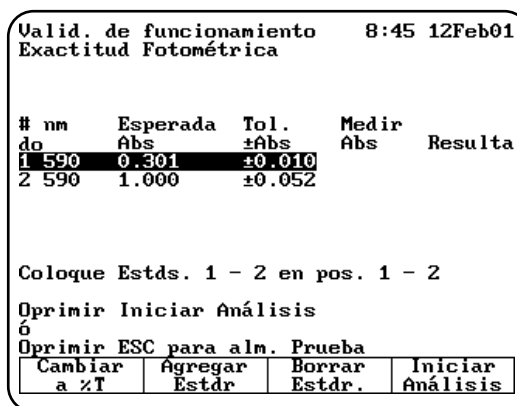 Valid. de funcionamiento 8:45 12Feb01
Exactitud Fotométrica
# nm Esperada Tol. Medir
do Abs ±Abs Abs Resulta
1 590 0.301 ±0.010
2 590 1.000 ±0.052
Coloque Estds. 1 - 2 en pos. 1 - 2
Oprimir Iniciar Análisis
ó
Oprimir ESC para alm. Prueba
Cambiar Agregar Borrar Iniciar
a %T Estdr Estdr. Análisis